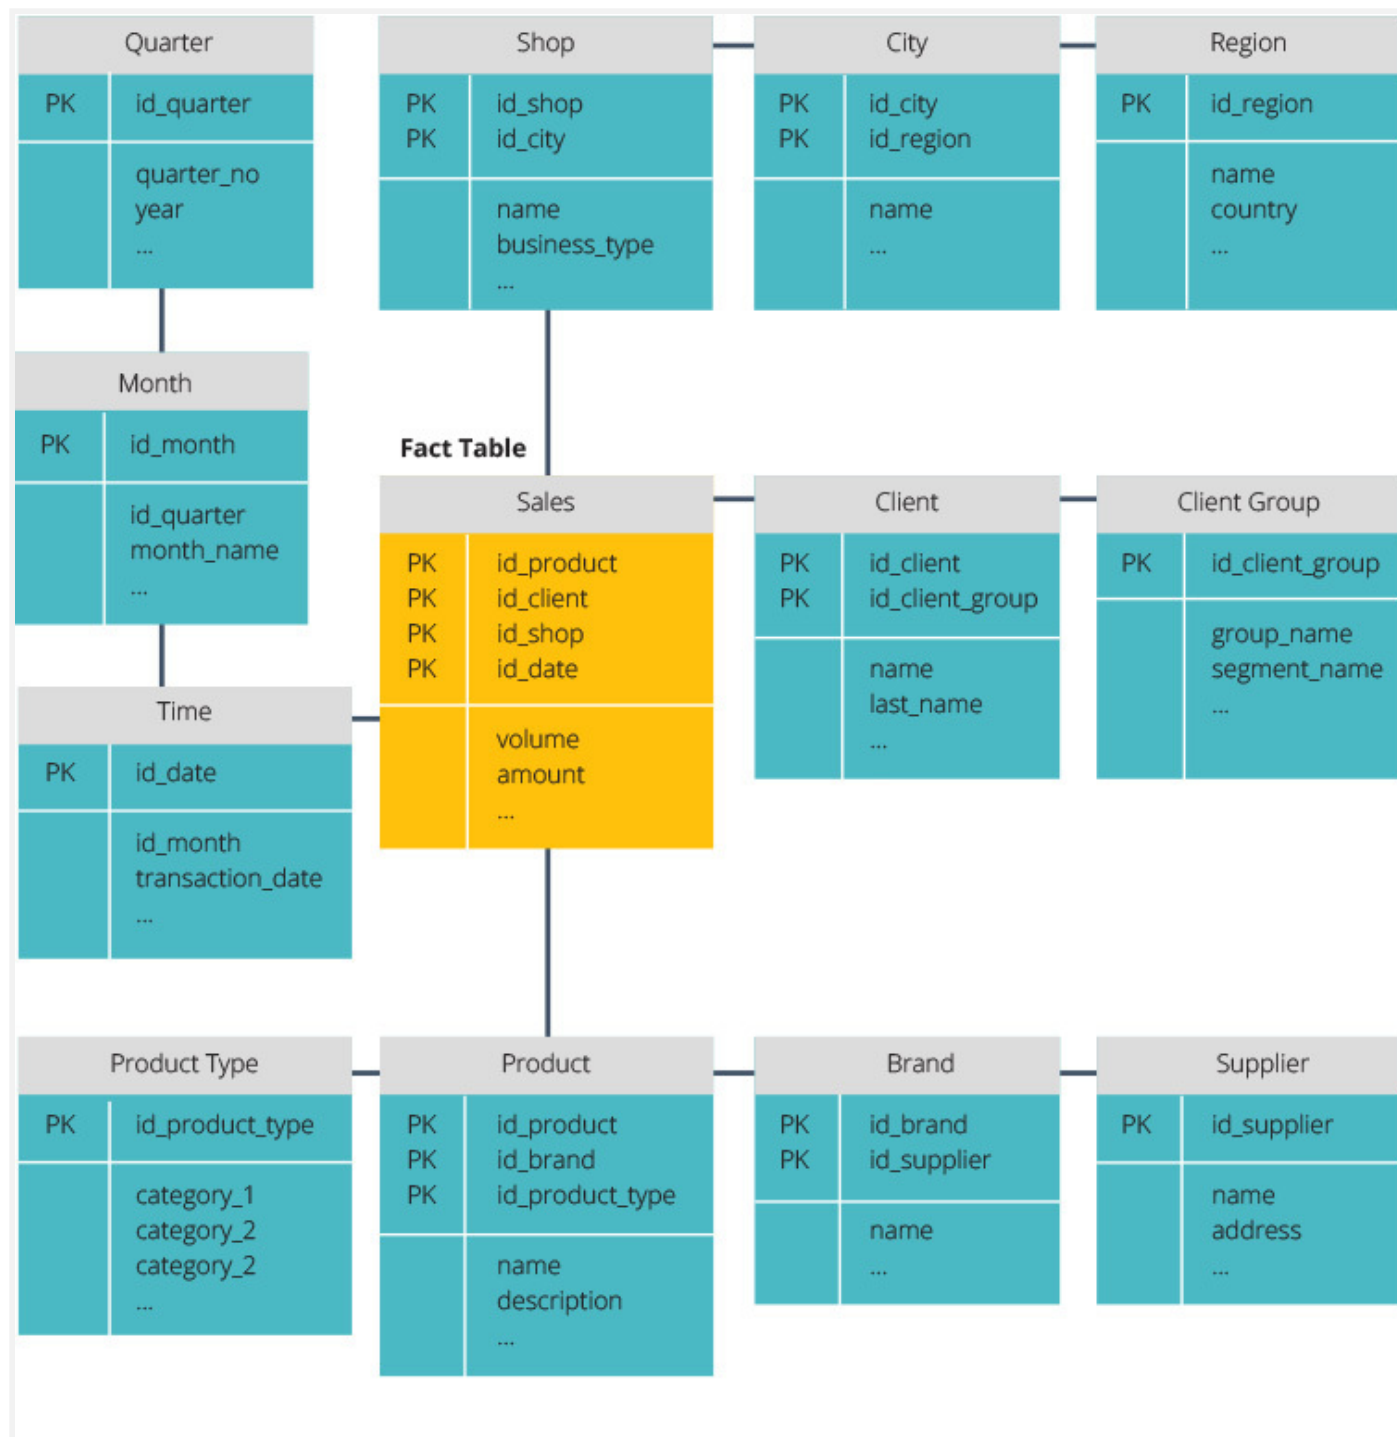 Quarter
PK id_quarter
quarter_no
year
...
Shop
PK id_shop
PK id_city
name
business_type
...
City
PK id_city
PK id_region
name
...
Region
PK id_region
name
country
...
Month
PK id_month
id_quarter
month_name
...
Time
PK id_date
id_month
transaction_date
...
Fact Table
Sales
PK id_product
PK id_client
PK id_shop
PK id_date
volume
amount
...
Client
PK id_client
PK id_client_group
name
last_name
...
Client Group
PK id_client_group
group_name
segment_name
...
Product Type
PK id_product_type
category_1
category_2
category_2
...
Product
PK id_product
PK id_brand
PK id_product_type
name
description
...
Brand
PK id_brand
PK id_supplier
name
...
Supplier
PK id_supplier
name
address
...